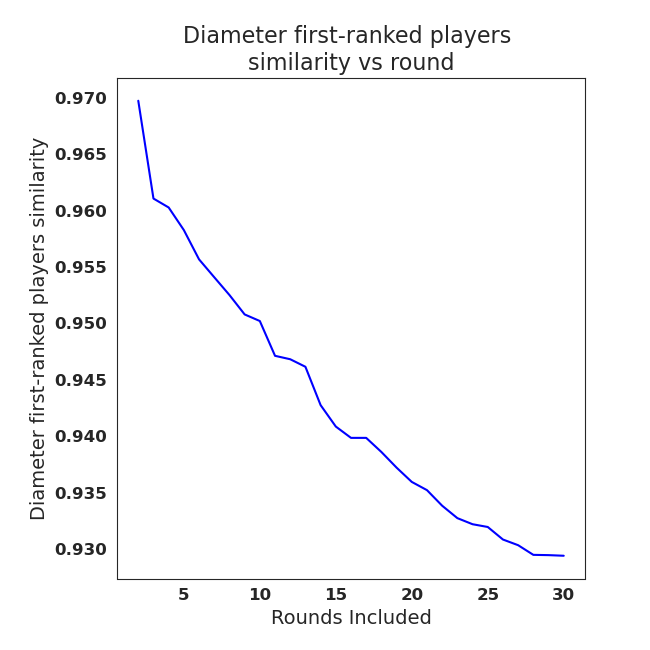 Diameter first-ranked players
similarity vs round
Diameter first-ranked players similarity
0.970
0.965
0.960
0.955
0.950
0.945
0.940
0.935
0.930
5 10 15 20 25 30
Rounds Included